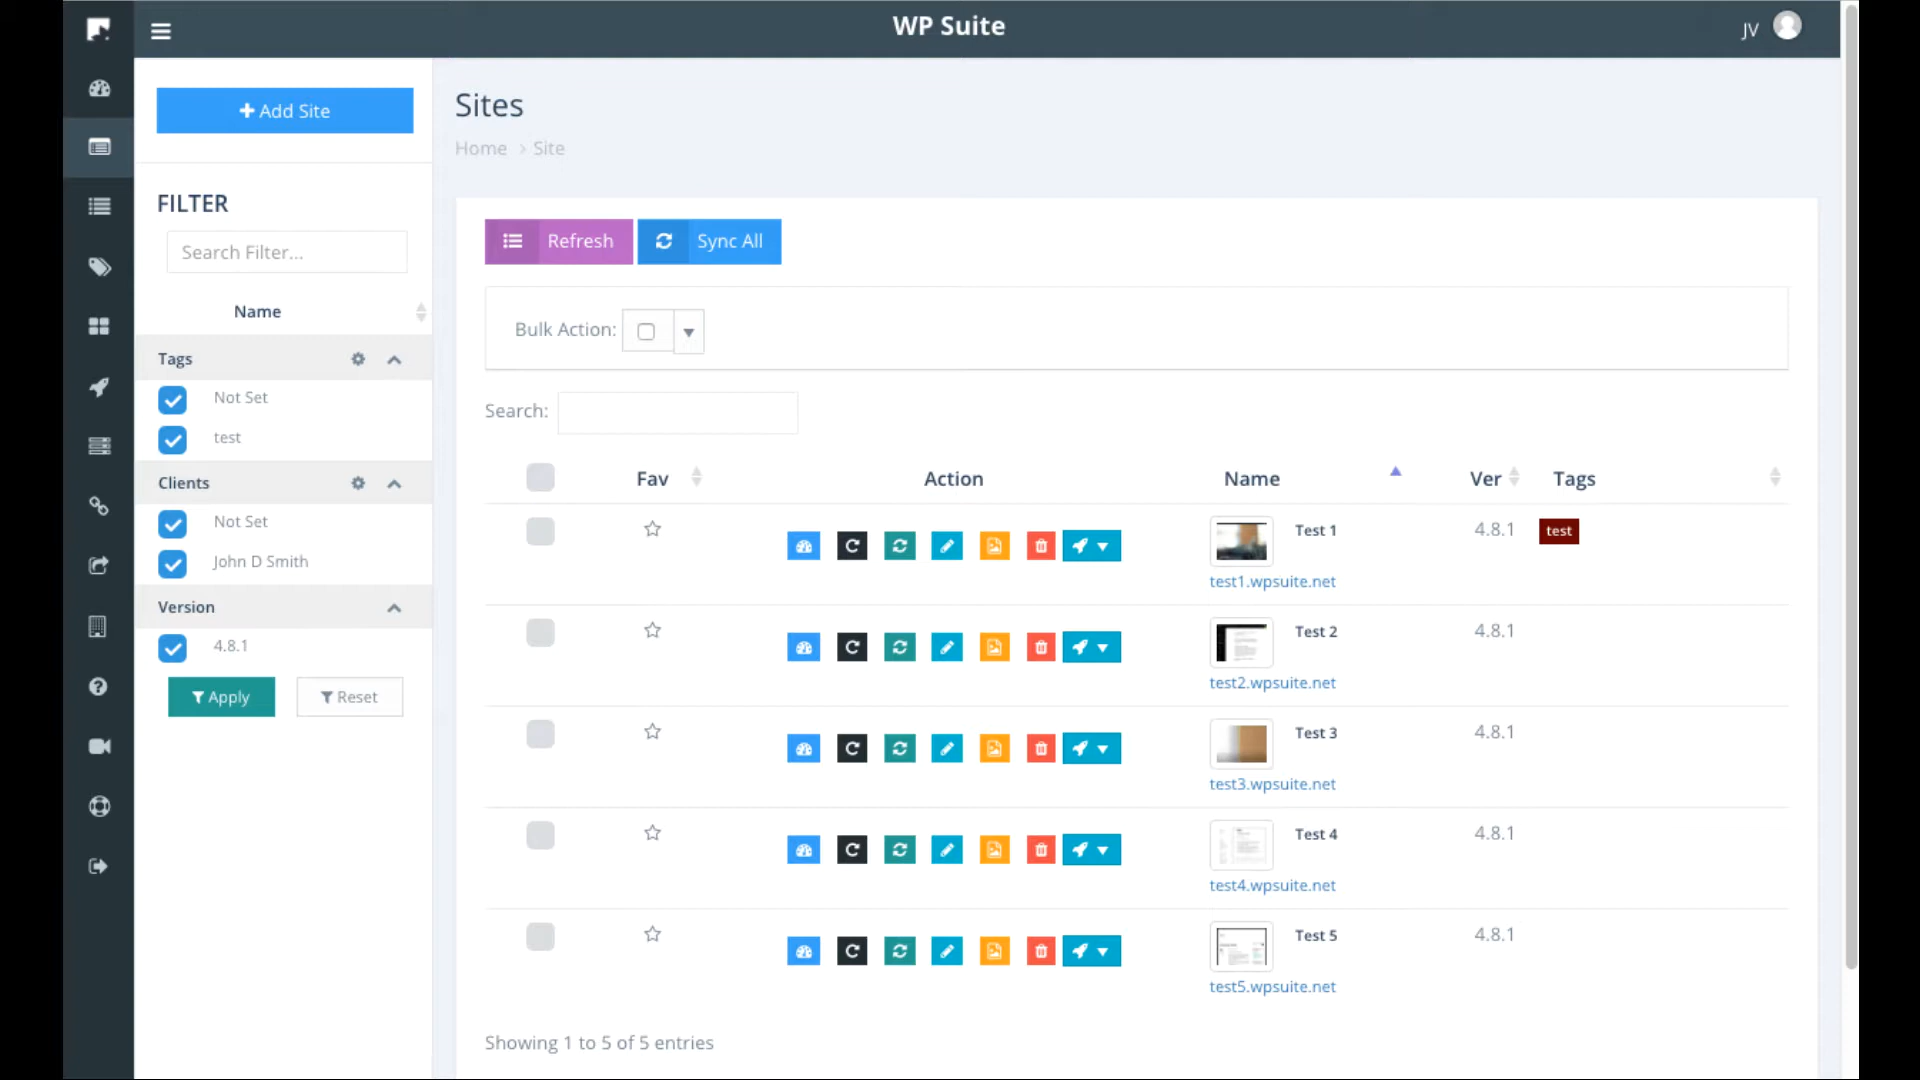 WP Suite
JV
Add Site
Sites
Home > Site
FILTER
Search Filter...
Name
Tags
Not Set
test
Clients
Not Set
John D Smith
Version
4.8.1
Apply
Reset
Refresh
Sync All
Bulk Action:
Search:
Fav Action Name Ver Tags
Test 1 4.8.1 test
test1.wpsuite.net
Test 2 4.8.1
test2.wpsuite.net
Test 3 4.8.1
test3.wpsuite.net
Test 4 4.8.1
test4.wpsuite.net
Test 5 4.8.1
test5.wpsuite.net
Showing 1 to 5 of 5 entries